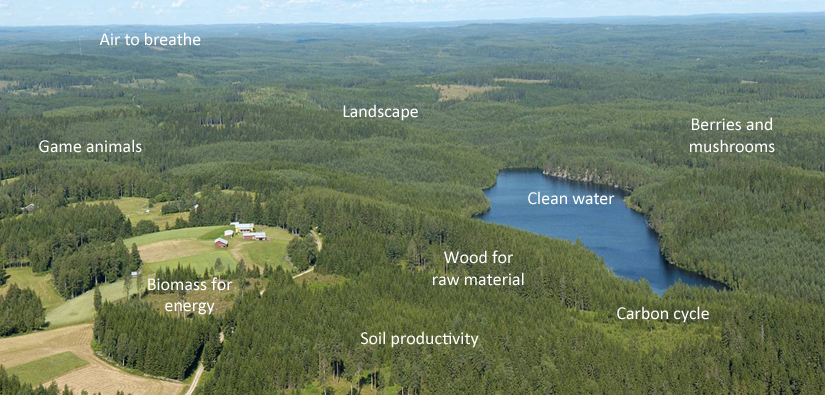 Air to breathe
Landscape
Berries and
mushrooms
Game animals
Clean water
Wood for
raw material
Biomass for
energy
Carbon cycle
Soil productivity